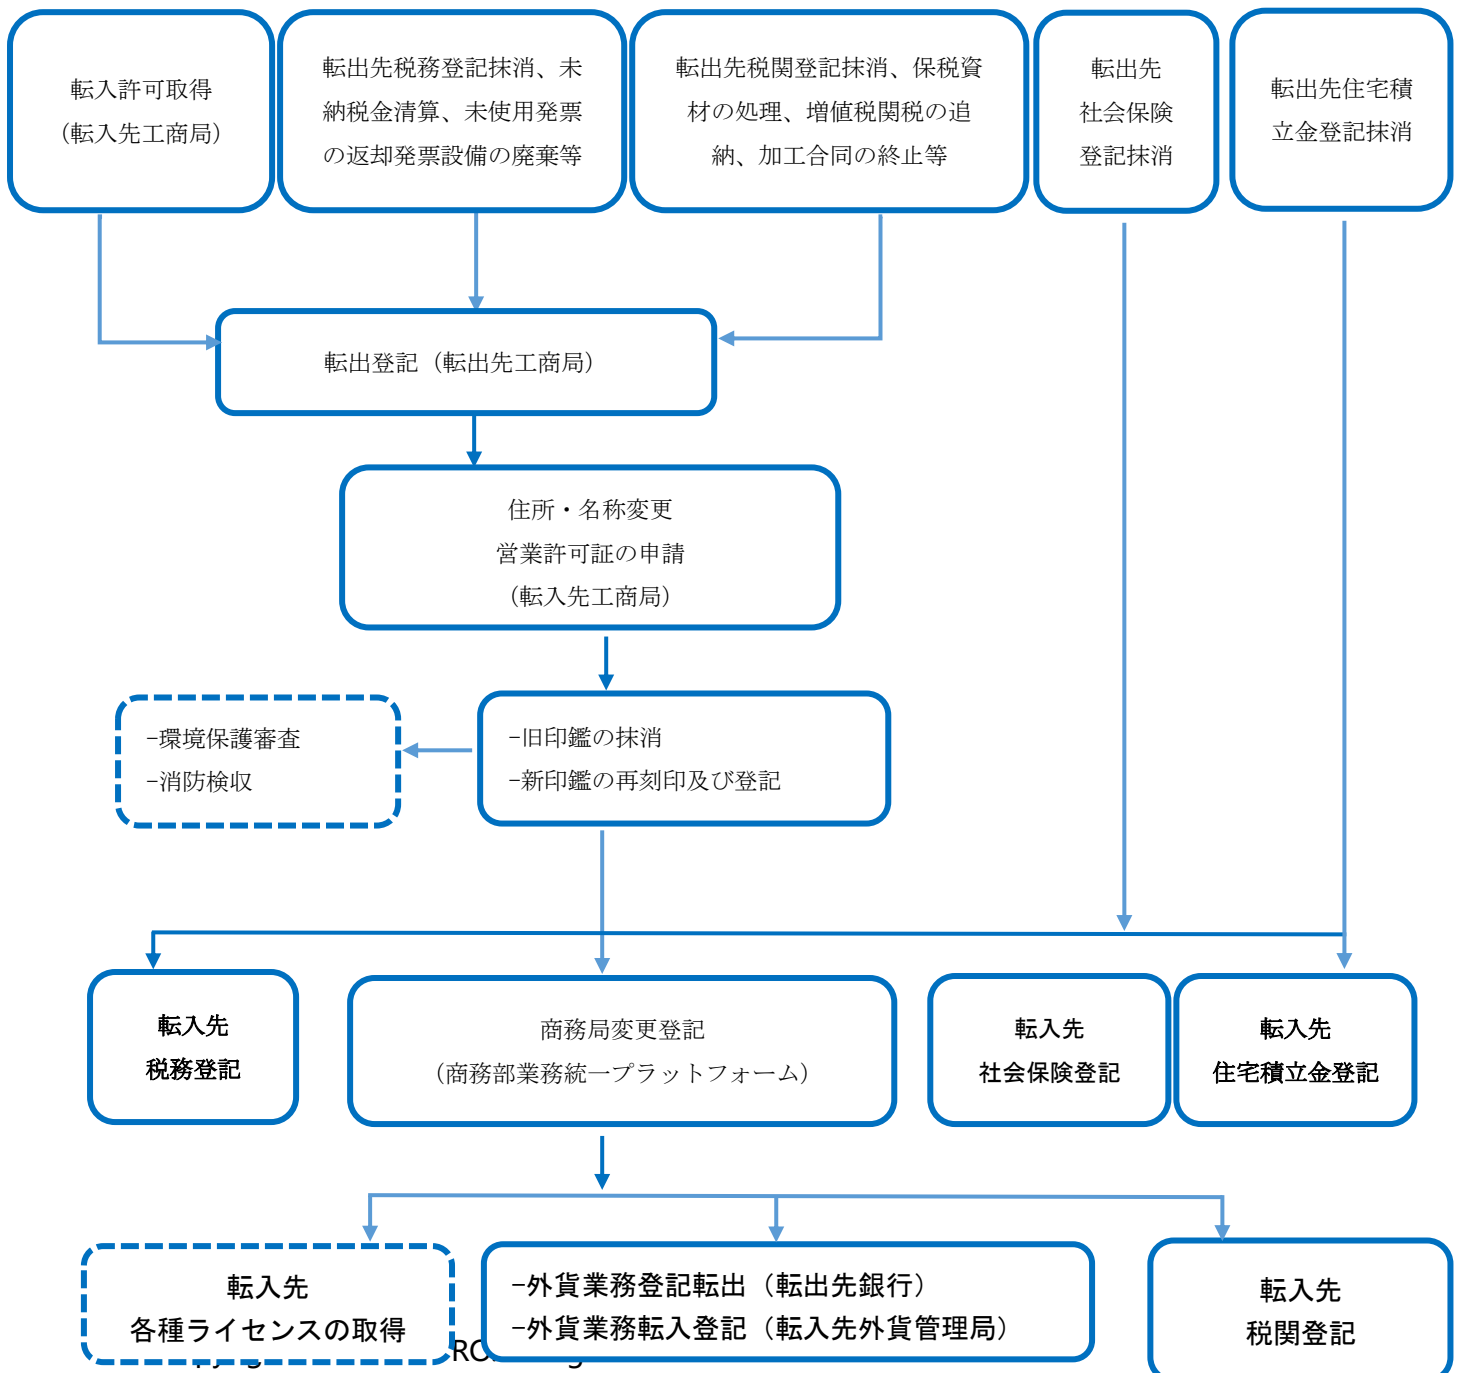 転入許可取得
（転入先工商局）
転出先税務登記抹消、未
納税金清算、未使用発票
の返却発票設備の廃棄等
転出先税関登記抹消、保税資
材の処理、増値税関税の追
納、加工合同の終止等
転出先
社会保険
登記抹消
転出先住宅積
立金登記抹消
転出登記（転出先工商局）
住所・名称変更
営業許可証の申請
（転入先工商局）
-環境保護審査
-消防検収
-旧印鑑の抹消
-新印鑑の再刻印及び登記
転入先
税務登記
商務局変更登記
（商務部業務統一プラットフォーム）
転入先
社会保険登記
転入先
住宅積立金登記
転入先
各種ライセンスの取得
-外貨業務登記転出（転出先銀行）
-外貨業務転入登記（転入先外貨管理局）
転入先
税関登記